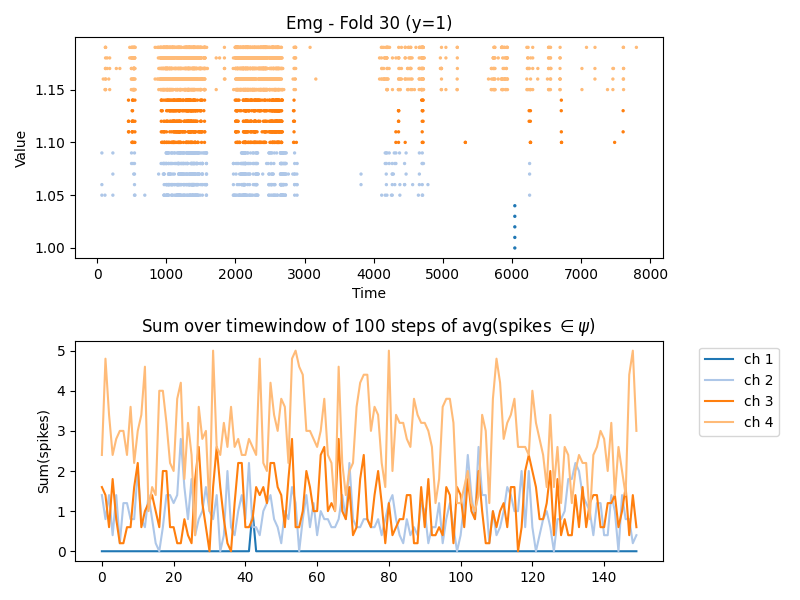 Emg - Fold 30 (y=1)
1.15
1.10
1.05
1.00
Value
0 1000 2000 3000 4000 5000 6000 7000 8000
Time
Sum over timewindow of 100 steps of avg(spikes ∈ ψ)
5
4
3
2
1
0
Sum(spikes)
0 20 40 60 80 100 120 140
ch 1
ch 2
ch 3
ch 4